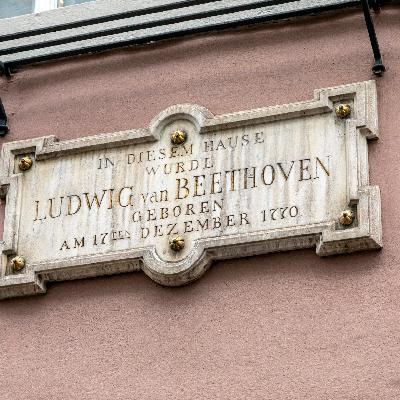 IN DIESEM HAUSE
WURDE
LUDWIG van BEETHOVEN
GEBOREN
AM 17TEN DEZEMBER 1770.